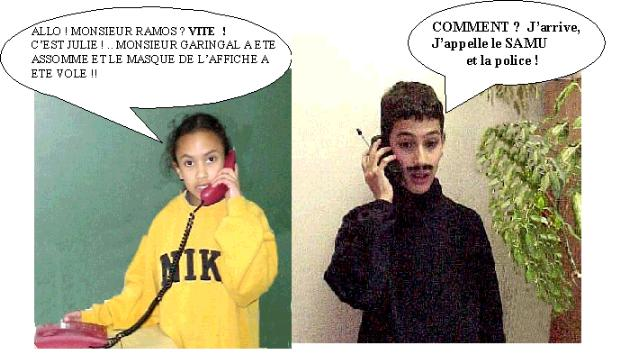 ALLO ! MONSIEUR RAMOS ? VITE !
C'EST JULIE ! .. MONSIEUR GARINGAL A ETE
ASSOMME ET LE MASQUE DE L'AFFICHE A
ETE VOLE !!
COMMENT ? J'arrive,
J'appelle le SAMU
et la police !
NIK